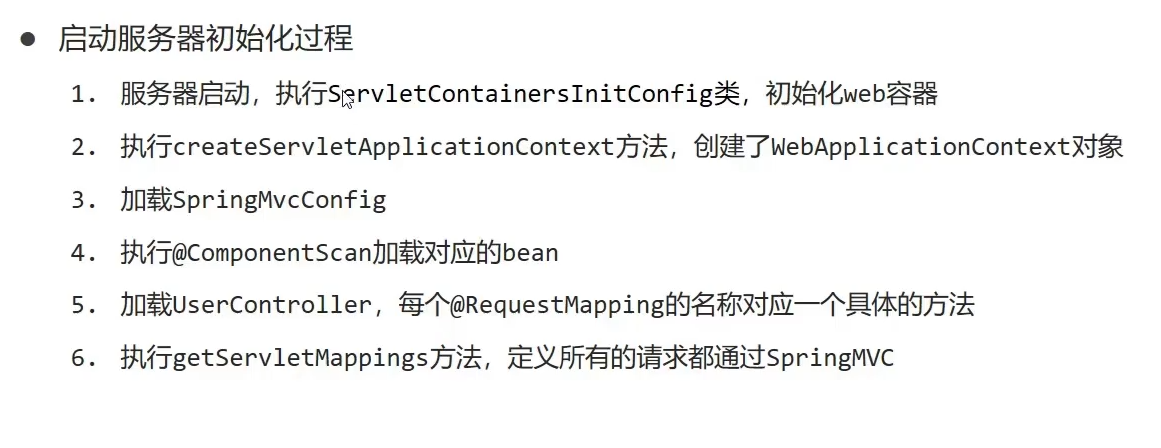 ● 启动服务器初始化过程
1. 服务器启动，执行ServletContainersInitConfig类，初始化web容器
2. 执行createServletApplicationContext方法，创建了WebApplicationContext对象
3. 加载SpringMvcConfig
4. 执行@ComponentScan加载对应的bean
5. 加载UserController，每个@RequestMapping的名称对应一个具体的方法
6. 执行getServletMappings方法，定义所有的请求都通过SpringMVC